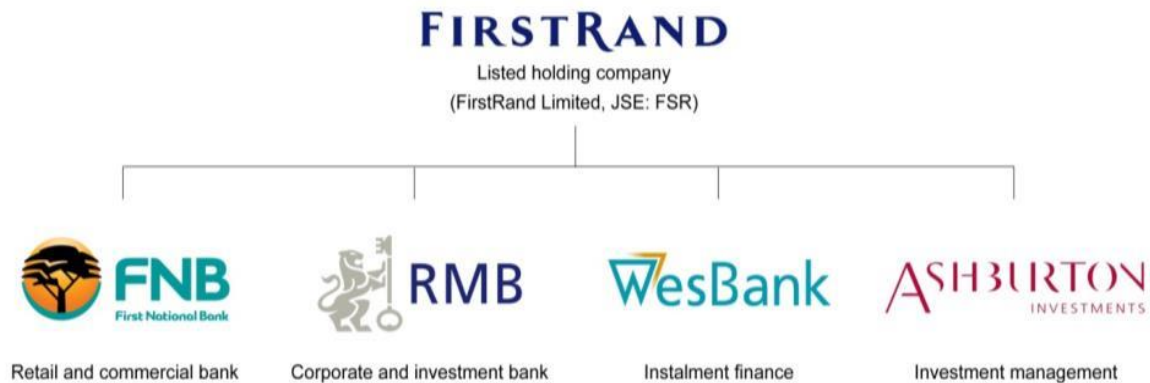 FIRSTRAND
Listed holding company
(FirstRand Limited, JSE: FSR)
FNB
First National Bank
RMB
WesBank
ASHBURTON
INVESTMENTS
Retail and commercial bank
Corporate and investment bank
Instalment finance
Investment management